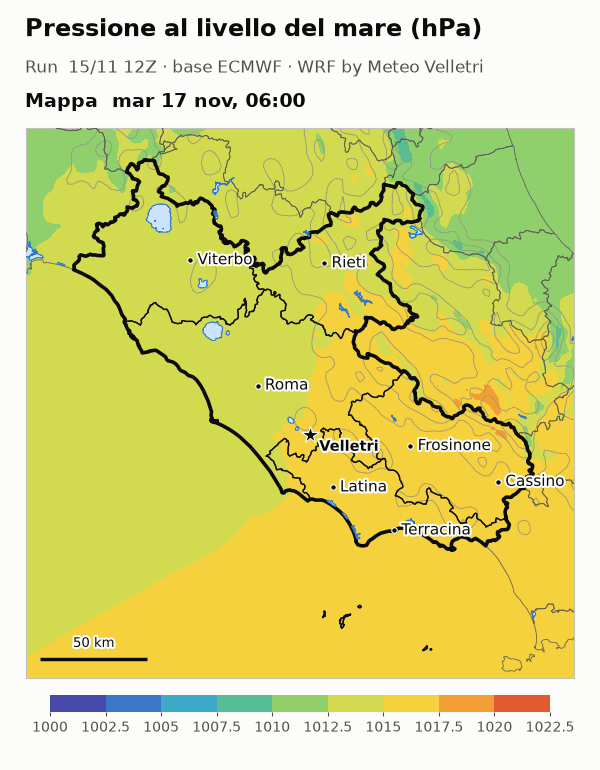 Pressione al livello del mare (hPa)
Run  15/11 12Z · base ECMWF · WRF by Meteo Velletri
Mappa  mar 17 nov, 06:00
Viterbo
Rieti
Roma
Velletri
Frosinone
Latina
Cassino
Terracina
50 km
1000 1002.5 1005 1007.5 1010 1012.5 1015 1017.5 1020 1022.5